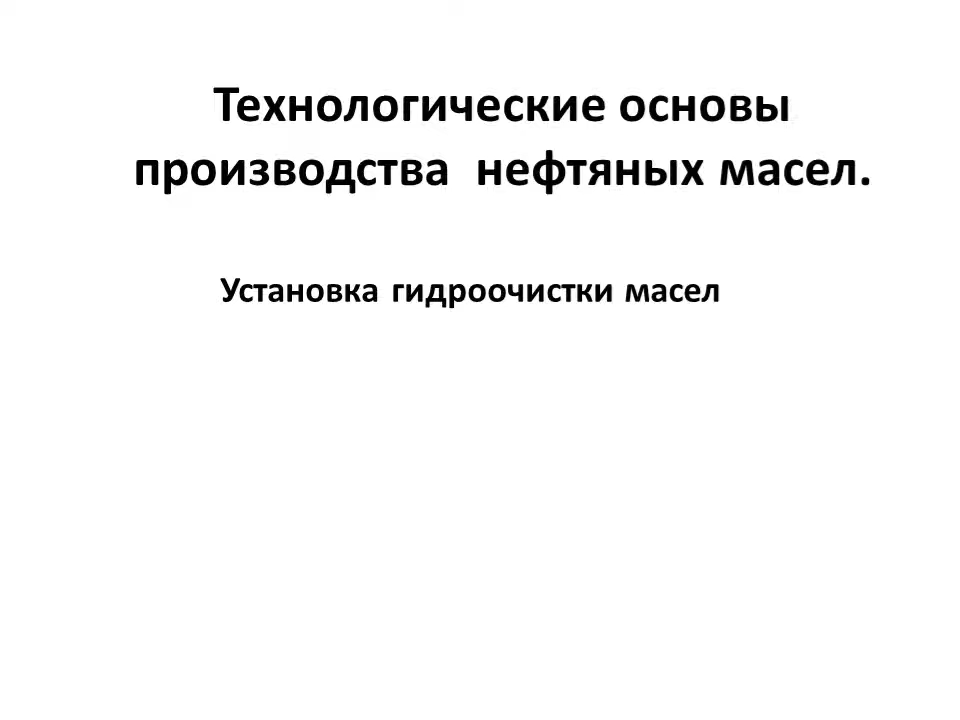 Технологические основы
производства  нефтяных масел.
Установка гидроочистки масел